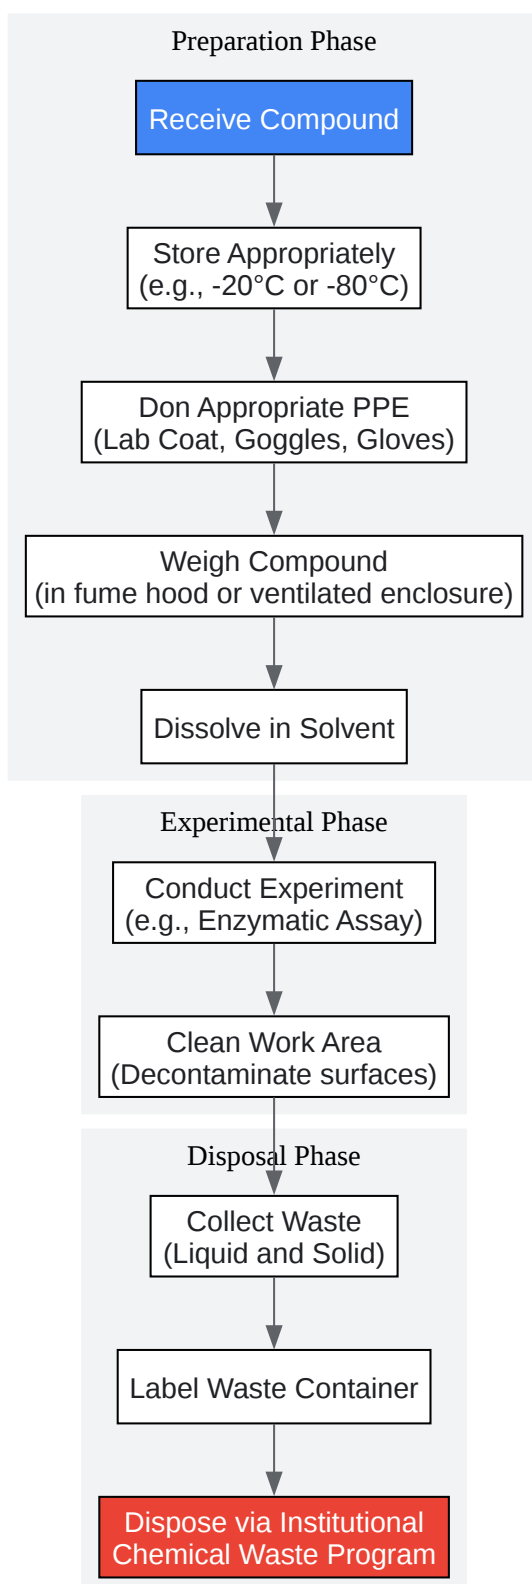 Preparation Phase
Receive Compound
Store Appropriately
(e.g., -20°C or -80°C)
Don Appropriate PPE
(Lab Coat, Goggles, Gloves)
Weigh Compound
(in fume hood or ventilated enclosure)
Dissolve in Solvent
Experimental Phase
Conduct Experiment
(e.g., Enzymatic Assay)
Clean Work Area
(Decontaminate surfaces)
Disposal Phase
Collect Waste
(Liquid and Solid)
Label Waste Container
Dispose via Institutional
Chemical Waste Program